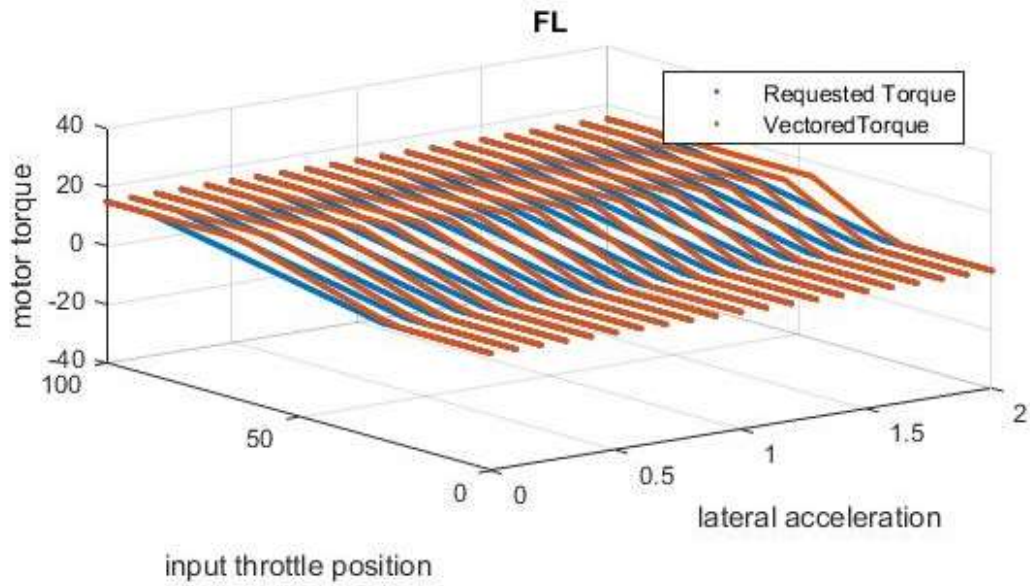 FL
Requested Torque
VectoredTorque
motor torque
40
20
0
-20
-40
100
50
0
0
0.5
1
1.5
2
lateral acceleration
input throttle position